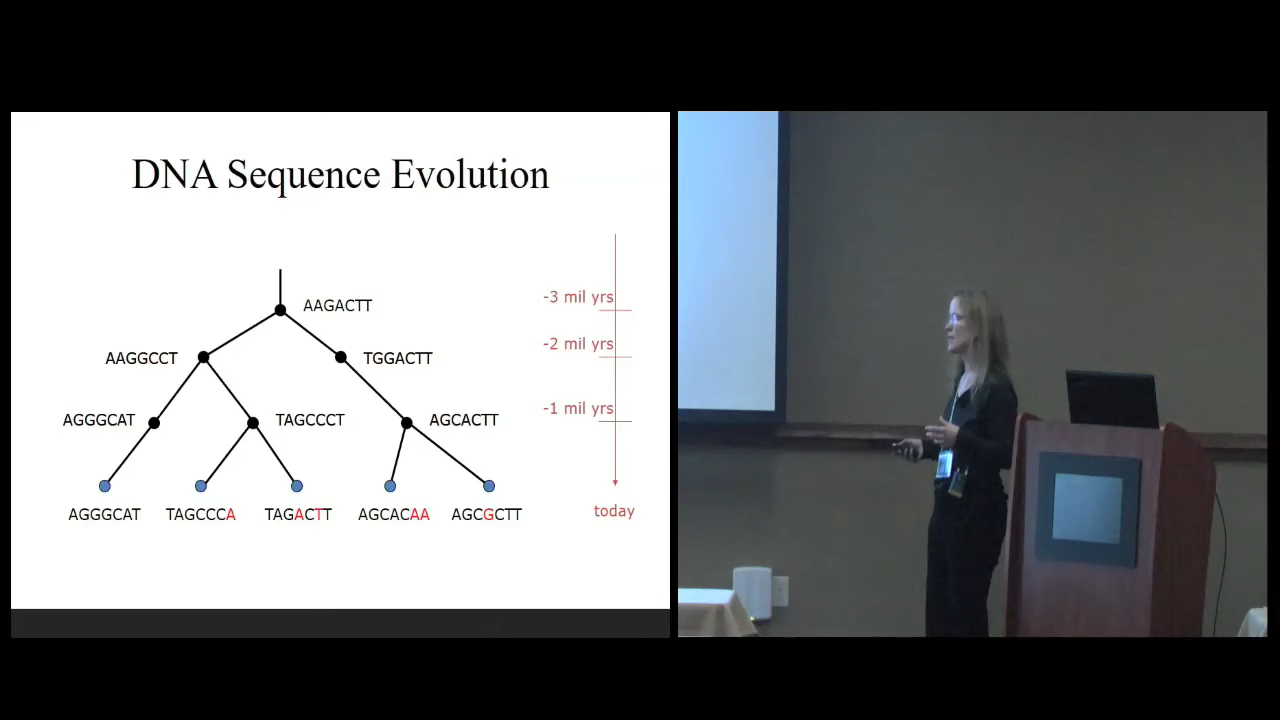 DNA Sequence Evolution
AAGACTT
-3 mil yrs
AAGGCCT
TGGACTT
-2 mil yrs
AGGGCAT
TAGCCCT
AGCACTT
-1 mil yrs
AGGGCAT
TAGCCCA
TAGACTT
AGCACAA
AGCGCTT
today